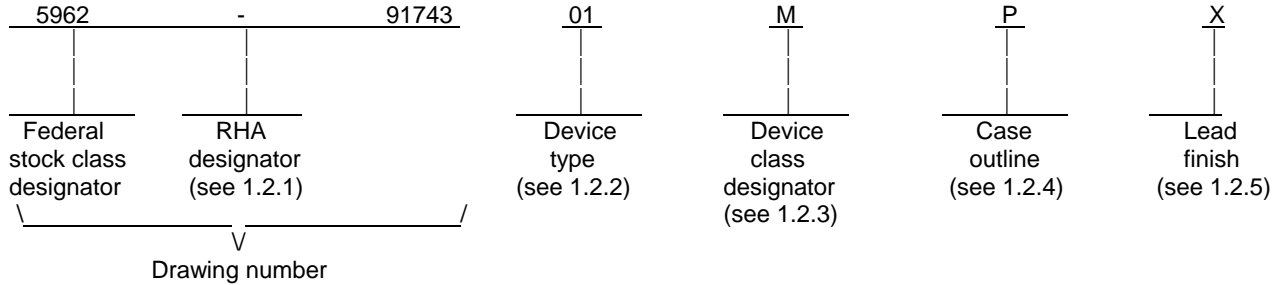 5962 - 91743 01 M P X
Federal RHA Device Device Case Lead
stock class designator type class outline finish
designator (see 1.2.1) (see 1.2.2) designator (see 1.2.4) (see 1.2.5)
(see 1.2.3)
Drawing number